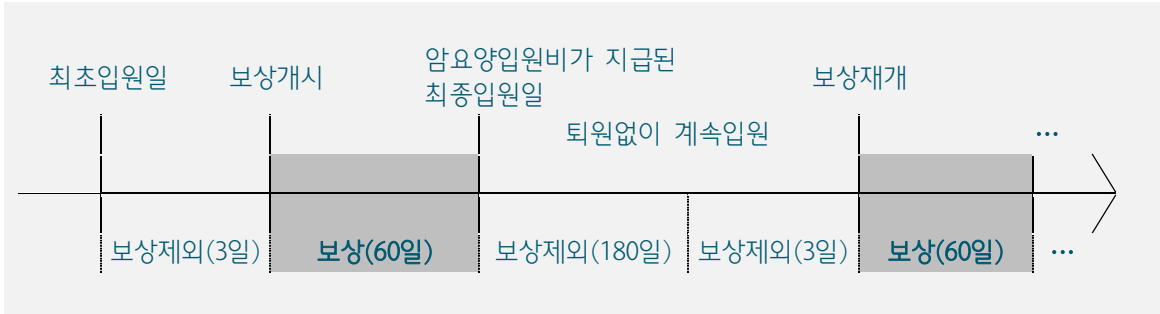 최초입원일
보상개시
암요양입원비가 지급된
최종입원일
보상재개
퇴원없이 계속입원
···
보상제외(3일)
보상(60일)
보상제외(180일)
보상제외(3일)
보상(60일)
···